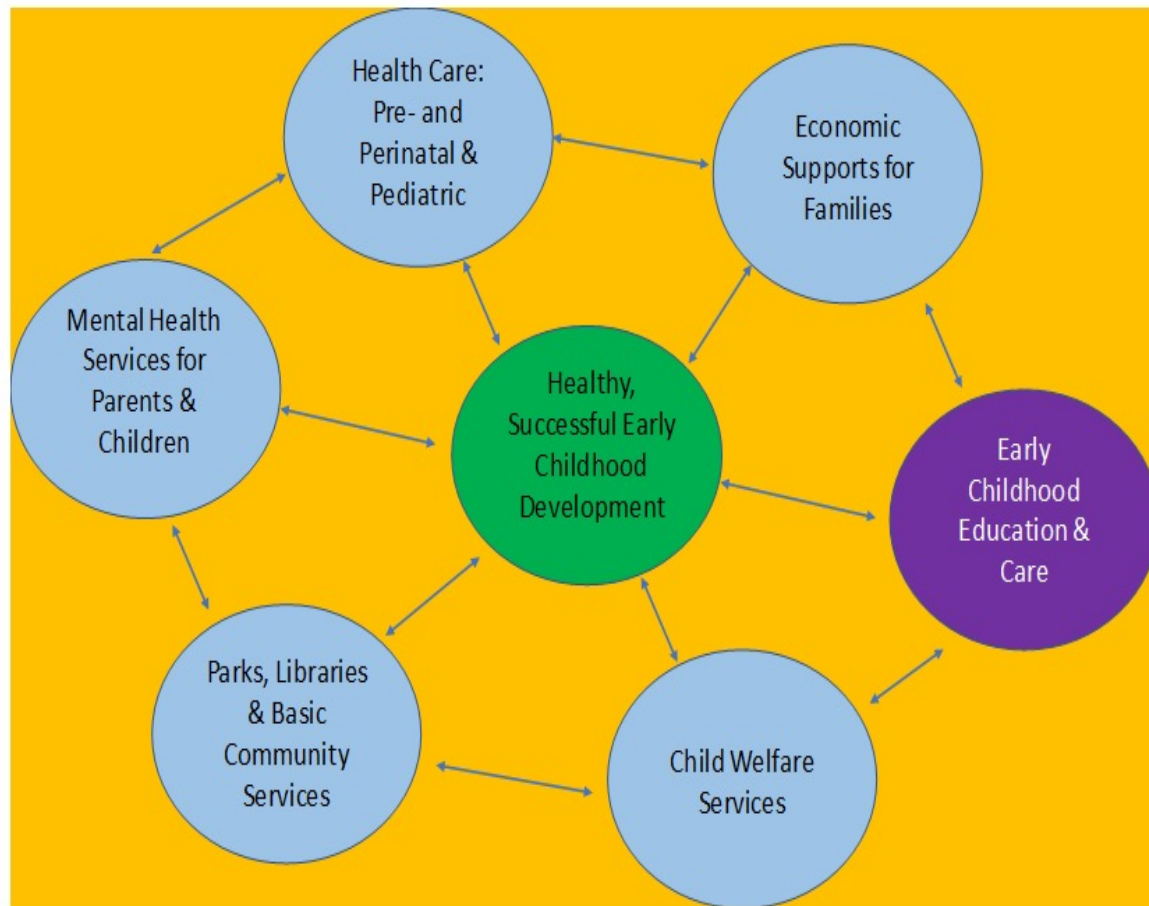 Health Care:
Pre- and
Perinatal &
Pediatric
Economic
Supports for
Families
Mental Health
Services for
Parents &
Children
Healthy,
Successful Early
Childhood
Development
Early
Childhood
Education &
Care
Parks, Libraries
& Basic
Community
Services
Child Welfare
Services